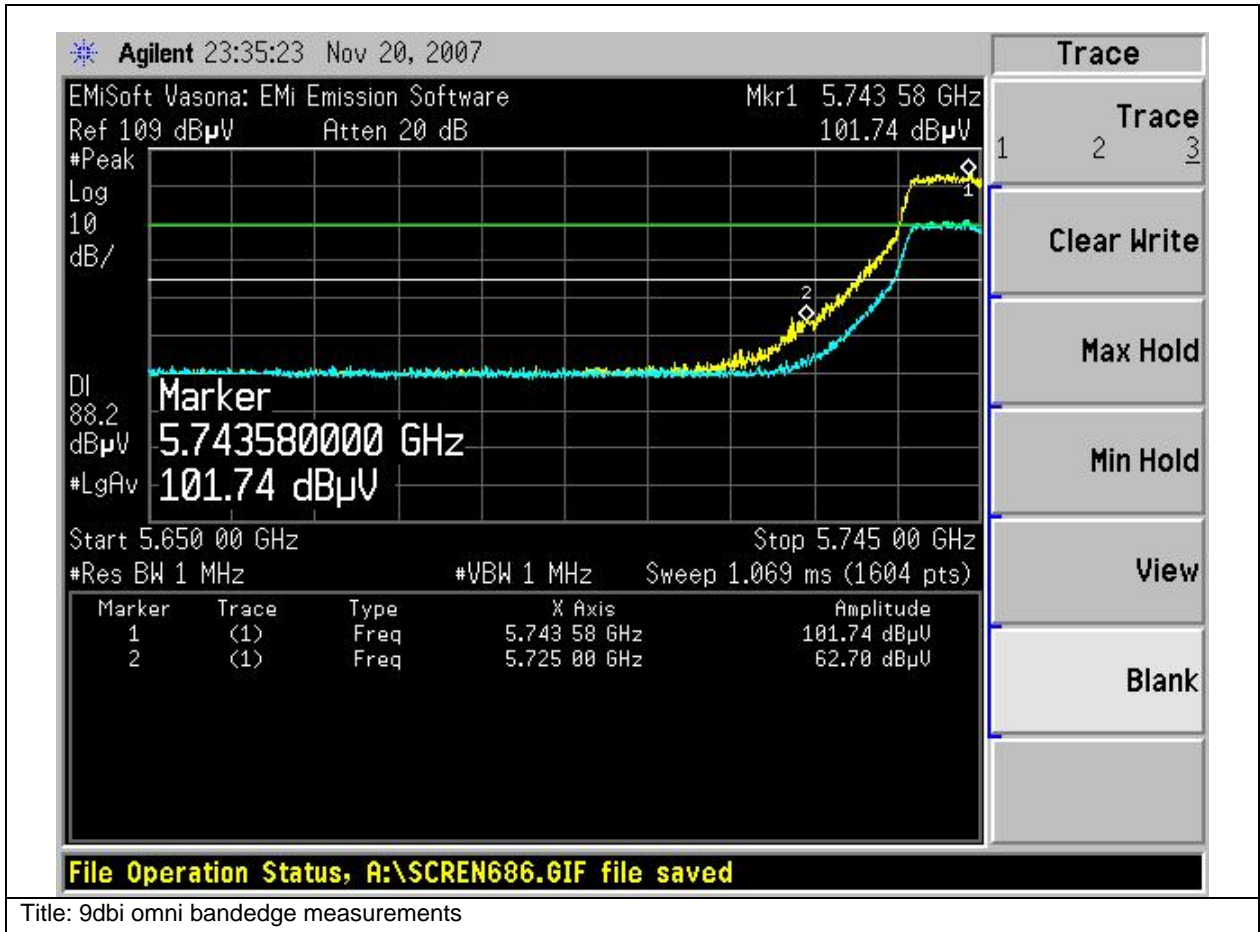 Agilent 23:35:23 Nov 20, 2007
Trace
EMiSoft Vasona: EMi Emission Software
Mkr1 5.743 58 GHz
Ref 109 dBµV Atten 20 dB 101.74 dBµV
#Peak
Log
10
dB/
1
2
DI
88.2
dBµV
#LgAv
Marker
5.743580000 GHz
101.74 dBµV
Start 5.650 00 GHz Stop 5.745 00 GHz
#Res BW 1 MHz #VBW 1 MHz Sweep 1.069 ms (1604 pts)
Marker Trace Type X Axis Amplitude
1 (1) Freq 5.743 58 GHz 101.74 dBµV
2 (1) Freq 5.725 00 GHz 62.70 dBµV
Trace
1 2 3
Clear Write
Max Hold
Min Hold
View
Blank
File Operation Status, A:\SCREN686.GIF file saved
Title: 9dbi omni bandedge measurements